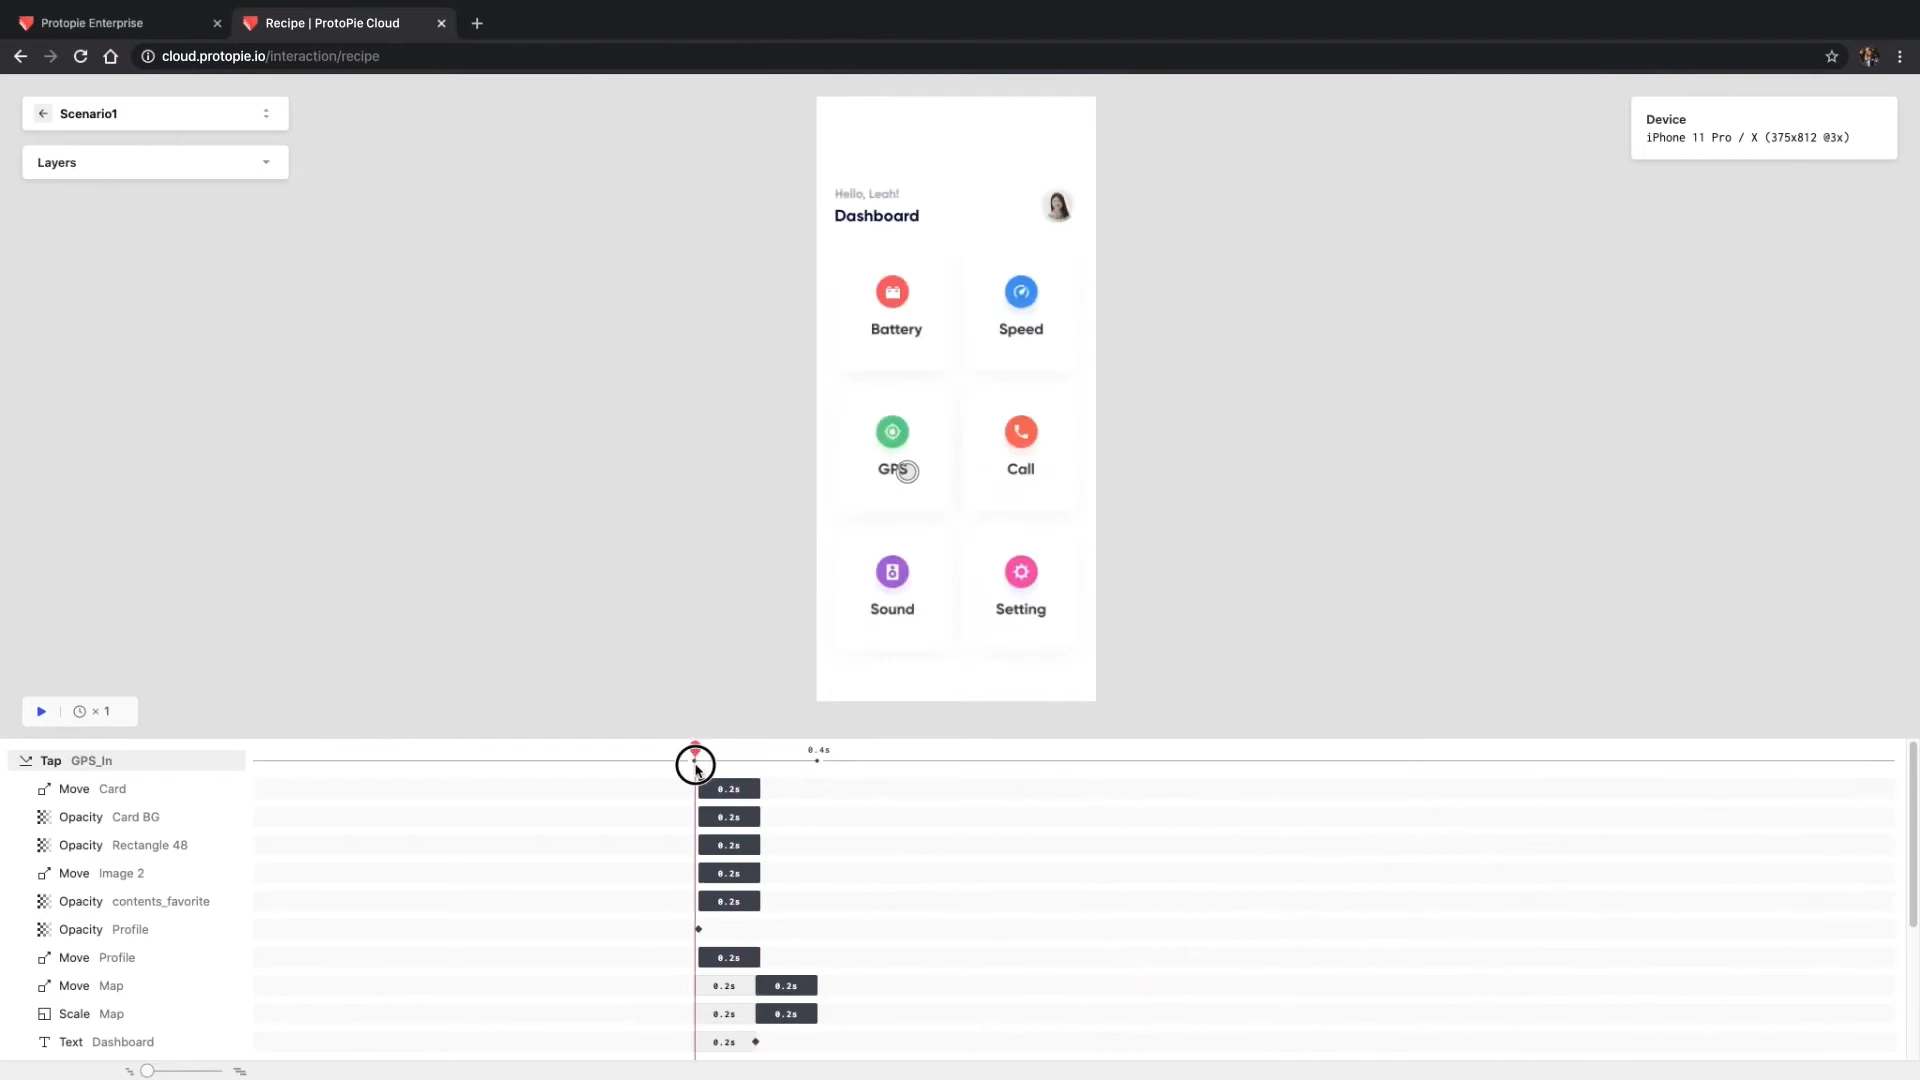 Protopie Enterprise
Recipe | ProtoPie Cloud
cloud.protopie.io/interaction/recipe
Scenario1
Layers
Device
iPhone 11 Pro / X (375x812 @3x)
Hello, Leah!
Dashboard
Battery
Speed
GPS
Call
Sound
Setting
× 1
0.4s
Tap GPS_In
Move Card 0.2s
Opacity Card BG 0.2s
Opacity Rectangle 48 0.2s
Move Image 2 0.2s
Opacity contents_favorite 0.2s
Opacity Profile
Move Profile 0.2s
Move Map 0.2s 0.2s
Scale Map 0.2s 0.2s
Text Dashboard 0.2s